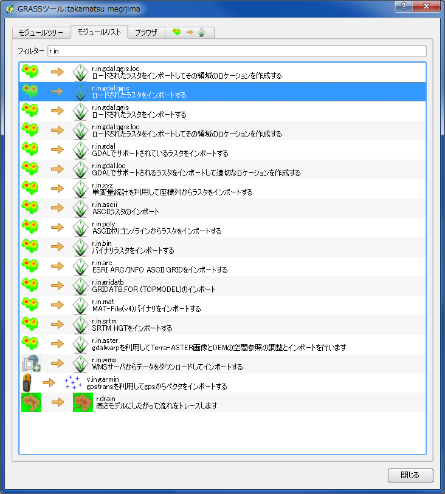 GRASSツール:takamatsu megijima
モジュールツリー
モジュールリスト
ブラウザ
フィルター r.in
r.in.gdal.qgis.loc
ロードされたラスタをインポートしてその領域のロケーションを作成する
r.in.gdal.qgis
ロードされたラスタをインポートする
r.in.gdal.qgis
ロードされたラスタをインポートする
r.in.gdal.qgis.loc
ロードされたラスタをインポートしてその領域のロケーションを作成する
r.in.gdal
GDALでサポートされているラスタをインポートする
r.in.gdal.loc
GDALでサポートされるラスタをインポートして適切なロケーションを作成する
r.in.xyz
単変量統計を利用して座標列からラスタをインポートする
r.in.ascii
ASCIIラスタのインポート
r.in.poly
ASCIIポリゴン/ラインからラスタをインポートする
r.in.bin
バイナリラスタをインポートする
r.in.arc
ESRI ARC/INFO ASCII GRIDをインポートする
r.in.gridatb
GRIDATB.FOR (TOPMODEL)のインポート
r.in.mat
MAT-File(v4)バイナリをインポートする
r.in.srtm
SRTM HGTをインポートする
r.in.aster
gdalwarpを利用してTerra-ASTER画像とDEMの空間参照の調整とインポートを行います
r.in.wms
WMSサーバからデータをダウンロードしてインポートする
v.in.garmin
gpstransを利用してgpsからベクタをインポートする
r.drain
高さモデルにしたがって流れをトレースします
閉じる